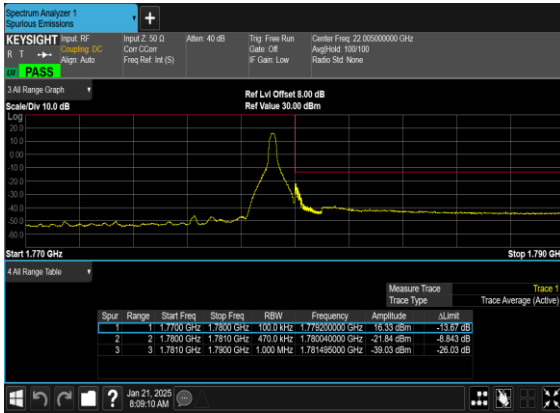 Spectrum Analyzer 1
Spurious Emissions
+
KEYSIGHT Input: RF Input Z: 50 Ω Atten: 40 dB Trig: Free Run Center Freq: 22.005000000 GHz
R T Coupling: DC Corr CCorr Gate: Off Avg|Hold: 100/100
Align: Auto Freq Ref: Int (S) IF Gain: Low Radio Std: None
PASS
3 All Range Graph
Ref Lvl Offset 8.00 dB
Scale/Div 10.0 dB Ref Value 30.00 dBm
Log
20.0
10.0
0.00
-10.0
-20.0
-30.0
-40.0
-50.0
-60.0
Start 1.770 GHz Stop 1.790 GH
4 All Range Table
Measure Trace Trace 1
Trace Type Trace Average (Active)
Spur Range Start Freq Stop Freq RBW Frequency Amplitude ΔLimit
1 1 1.7700 GHz 1.7800 GHz 100.0 kHz 1.779200000 GHz 16.33 dBm -13.67 dB
2 2 1.7800 GHz 1.7810 GHz 470.0 kHz 1.780040000 GHz -21.84 dBm -8.843 dB
3 3 1.7810 GHz 1.7900 GHz 1.000 MHz 1.781495000 GHz -39.03 dBm -26.03 dB
? Jan 21, 2025
8:09:10 AM